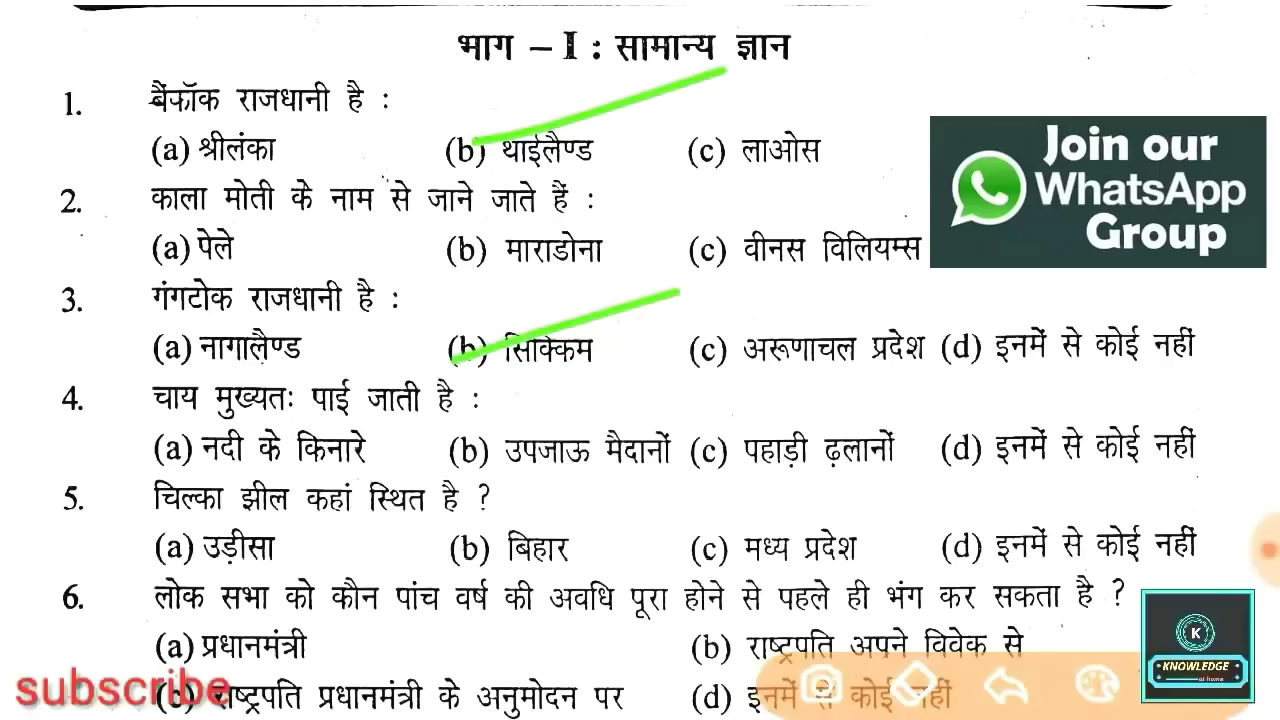 भाग – I : सामान्य ज्ञान
1. बैंफॉक राजधानी है :
(a) श्रीलंका (b) थाईलैण्ड (c) लाओस
2. काला मोती के नाम से जाने जाते हैं :
(a) पेले (b) माराडोना (c) वीनस विलियम्स
Join our
WhatsApp
Group
3. गंगटोक राजधानी है :
(a) नागालैण्ड (b) सिक्किम (c) अरूणाचल प्रदेश (d) इनमें से कोई नहीं
4. चाय मुख्यतः पाई जाती है :
(a) नदी के किनारे (b) उपजाऊ मैदानों (c) पहाड़ी ढ़लानों (d) इनमें से कोई नहीं
5. चिल्का झील कहां स्थित है ?
(a) उड़ीसा (b) बिहार (c) मध्य प्रदेश (d) इनमें से कोई नहीं
6. लोक सभा को कौन पांच वर्ष की अवधि पूरा होने से पहले ही भंग कर सकता है ?
(a) प्रधानमंत्री (b) राष्ट्रपति अपने विवेक से
(c) राष्ट्रपति प्रधानमंत्री के अनुमोदन पर (d) इनमें से कोई नहीं
subscribe
K
KNOWLEDGE
at home